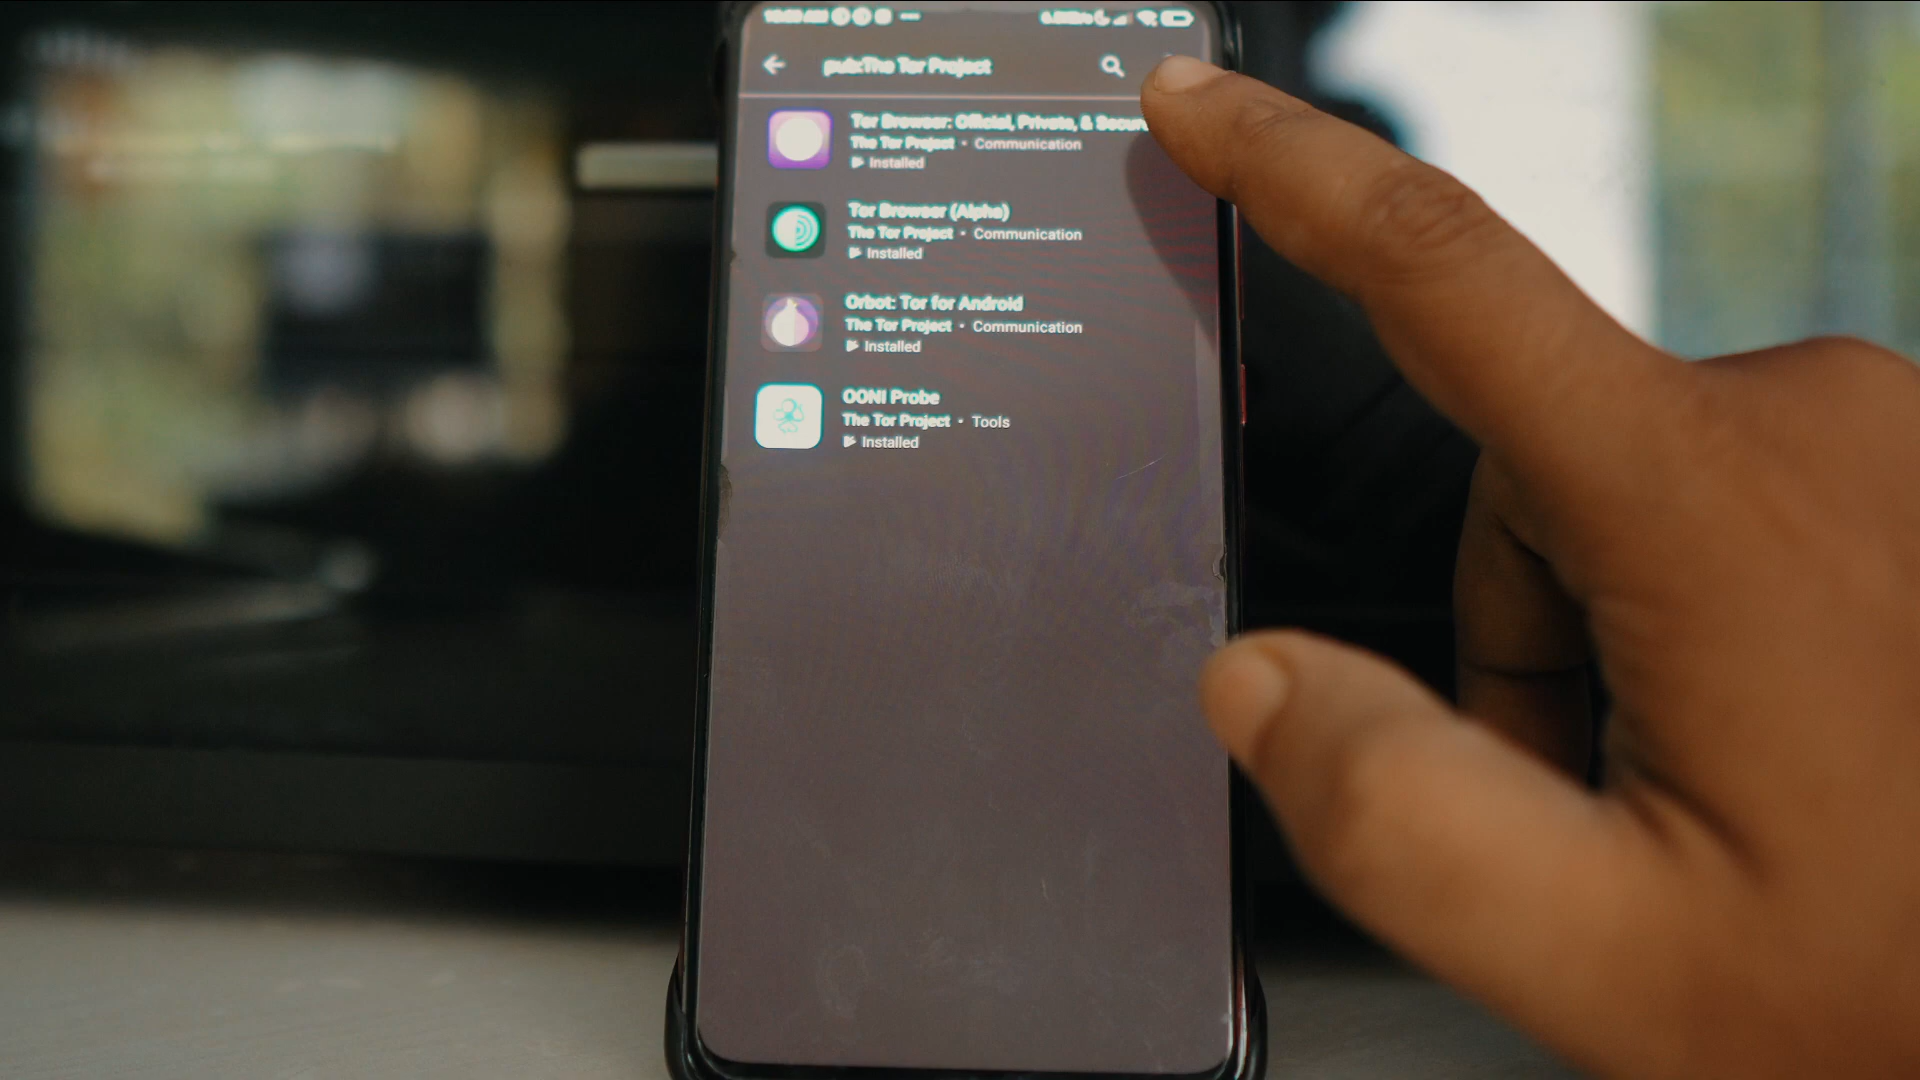 pub:The Tor Project
Tor Browser: Official, Private, & Secure
The Tor Project • Communication
Installed
Tor Browser (Alpha)
The Tor Project • Communication
Installed
Orbot: Tor for Android
The Tor Project • Communication
Installed
OONI Probe
The Tor Project • Tools
Installed